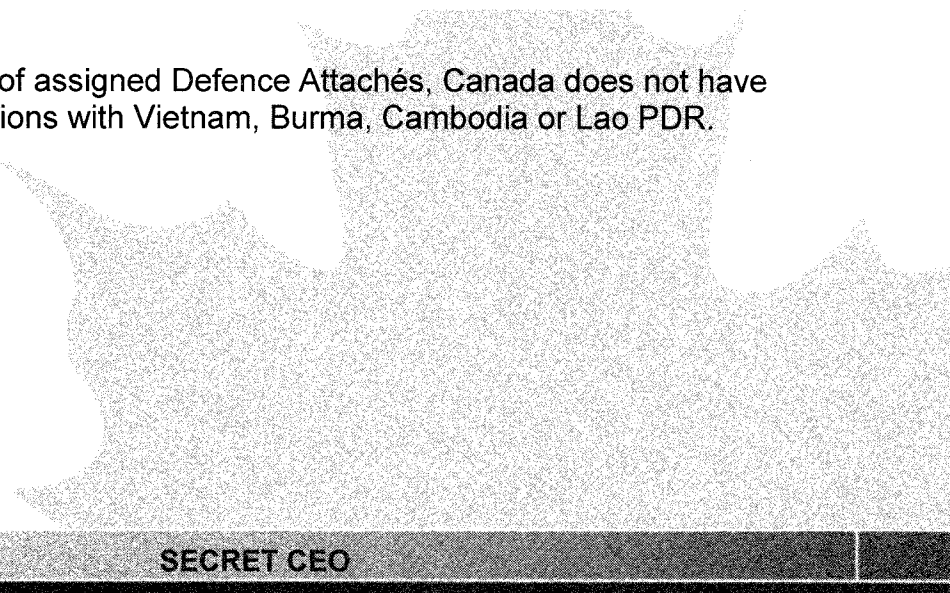 of assigned Defence Attachés, Canada does not have
ions with Vietnam, Burma, Cambodia or Lao PDR.
SECRET CEO